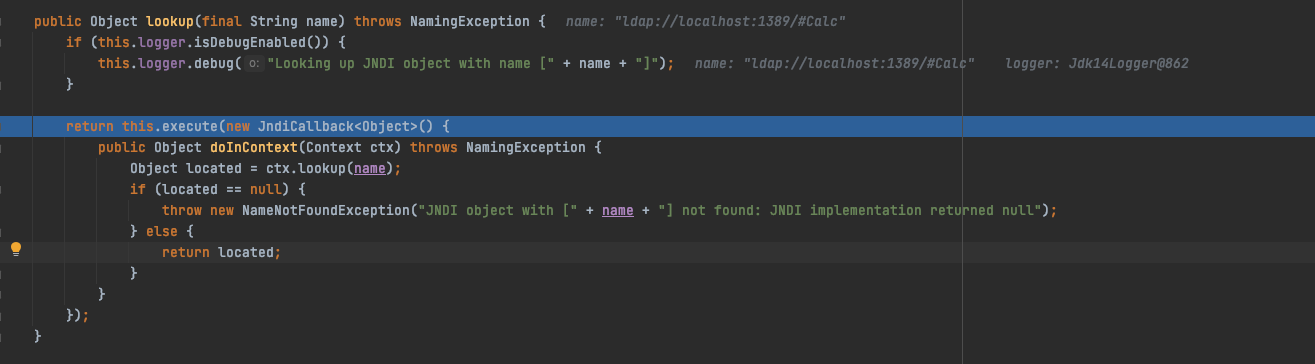 public Object lookup(final String name) throws NamingException {   name: "ldap://localhost:1389/#Calc"
    if (this.logger.isDebugEnabled()) {
        this.logger.debug( o: "Looking up JNDI object with name [" + name + "]");   name: "ldap://localhost:1389/#Calc"    logger: Jdk14Logger@862
    }
    return this.execute(new JndiCallback<Object>() {
        public Object doInContext(Context ctx) throws NamingException {
            Object located = ctx.lookup(name);
            if (located == null) {
                throw new NameNotFoundException("JNDI object with [" + name + "] not found: JNDI implementation returned null");
            } else {
                return located;
            }
        }
    });
}